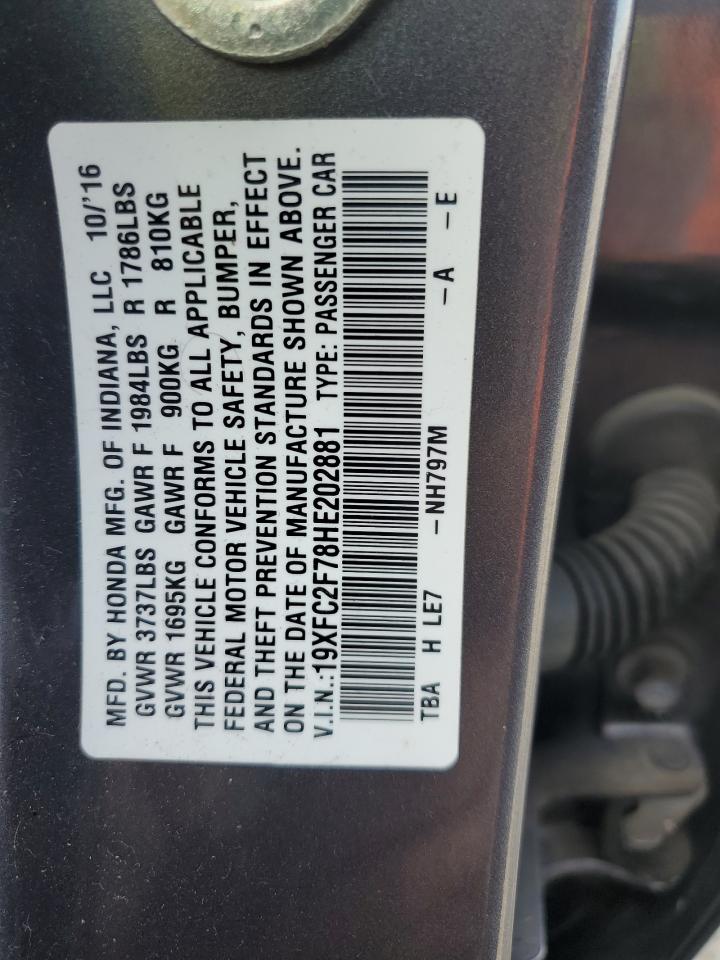 MFD. BY HONDA MFG. OF INDIANA, LLC 10/'16
GVWR 3737LBS GAWR F 1984LBS R 1786LBS
GVWR 1695KG GAWR F 900KG R 810KG
THIS VEHICLE CONFORMS TO ALL APPLICABLE
FEDERAL MOTOR VEHICLE SAFETY, BUMPER,
AND THEFT PREVENTION STANDARDS IN EFFECT
ON THE DATE OF MANUFACTURE SHOWN ABOVE.
V.I.N.:19XFC2F78HE202881 TYPE: PASSENGER CAR
TBA H LE7 -NH797M -A -E